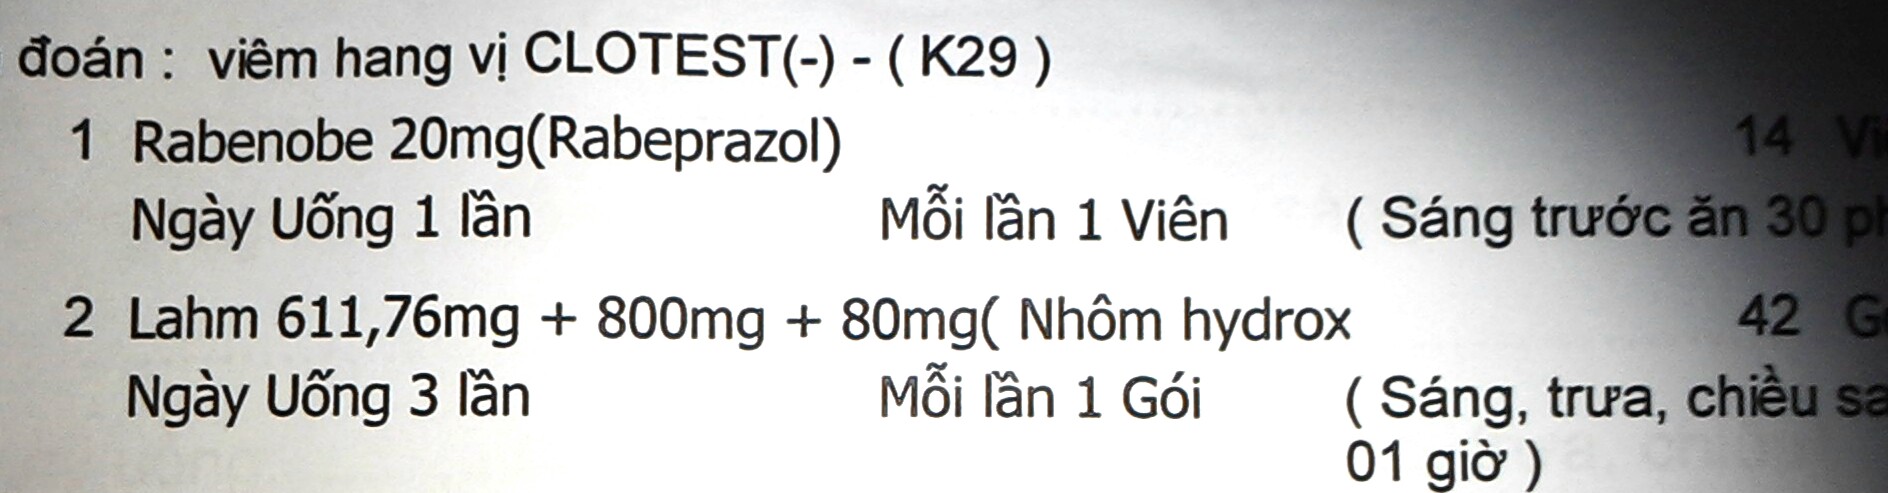 đoán : viêm hang vị CLOTEST(-) - ( K29 )
1 Rabenobe 20mg(Rabeprazol) 14
Ngày Uống 1 lần Mỗi lần 1 Viên ( Sáng trước ăn 30
2 Lahm 611,76mg + 800mg + 80mg( Nhôm hydrox 42
Ngày Uống 3 lần Mỗi lần 1 Gói ( Sáng, trưa, chiều
01 giờ )